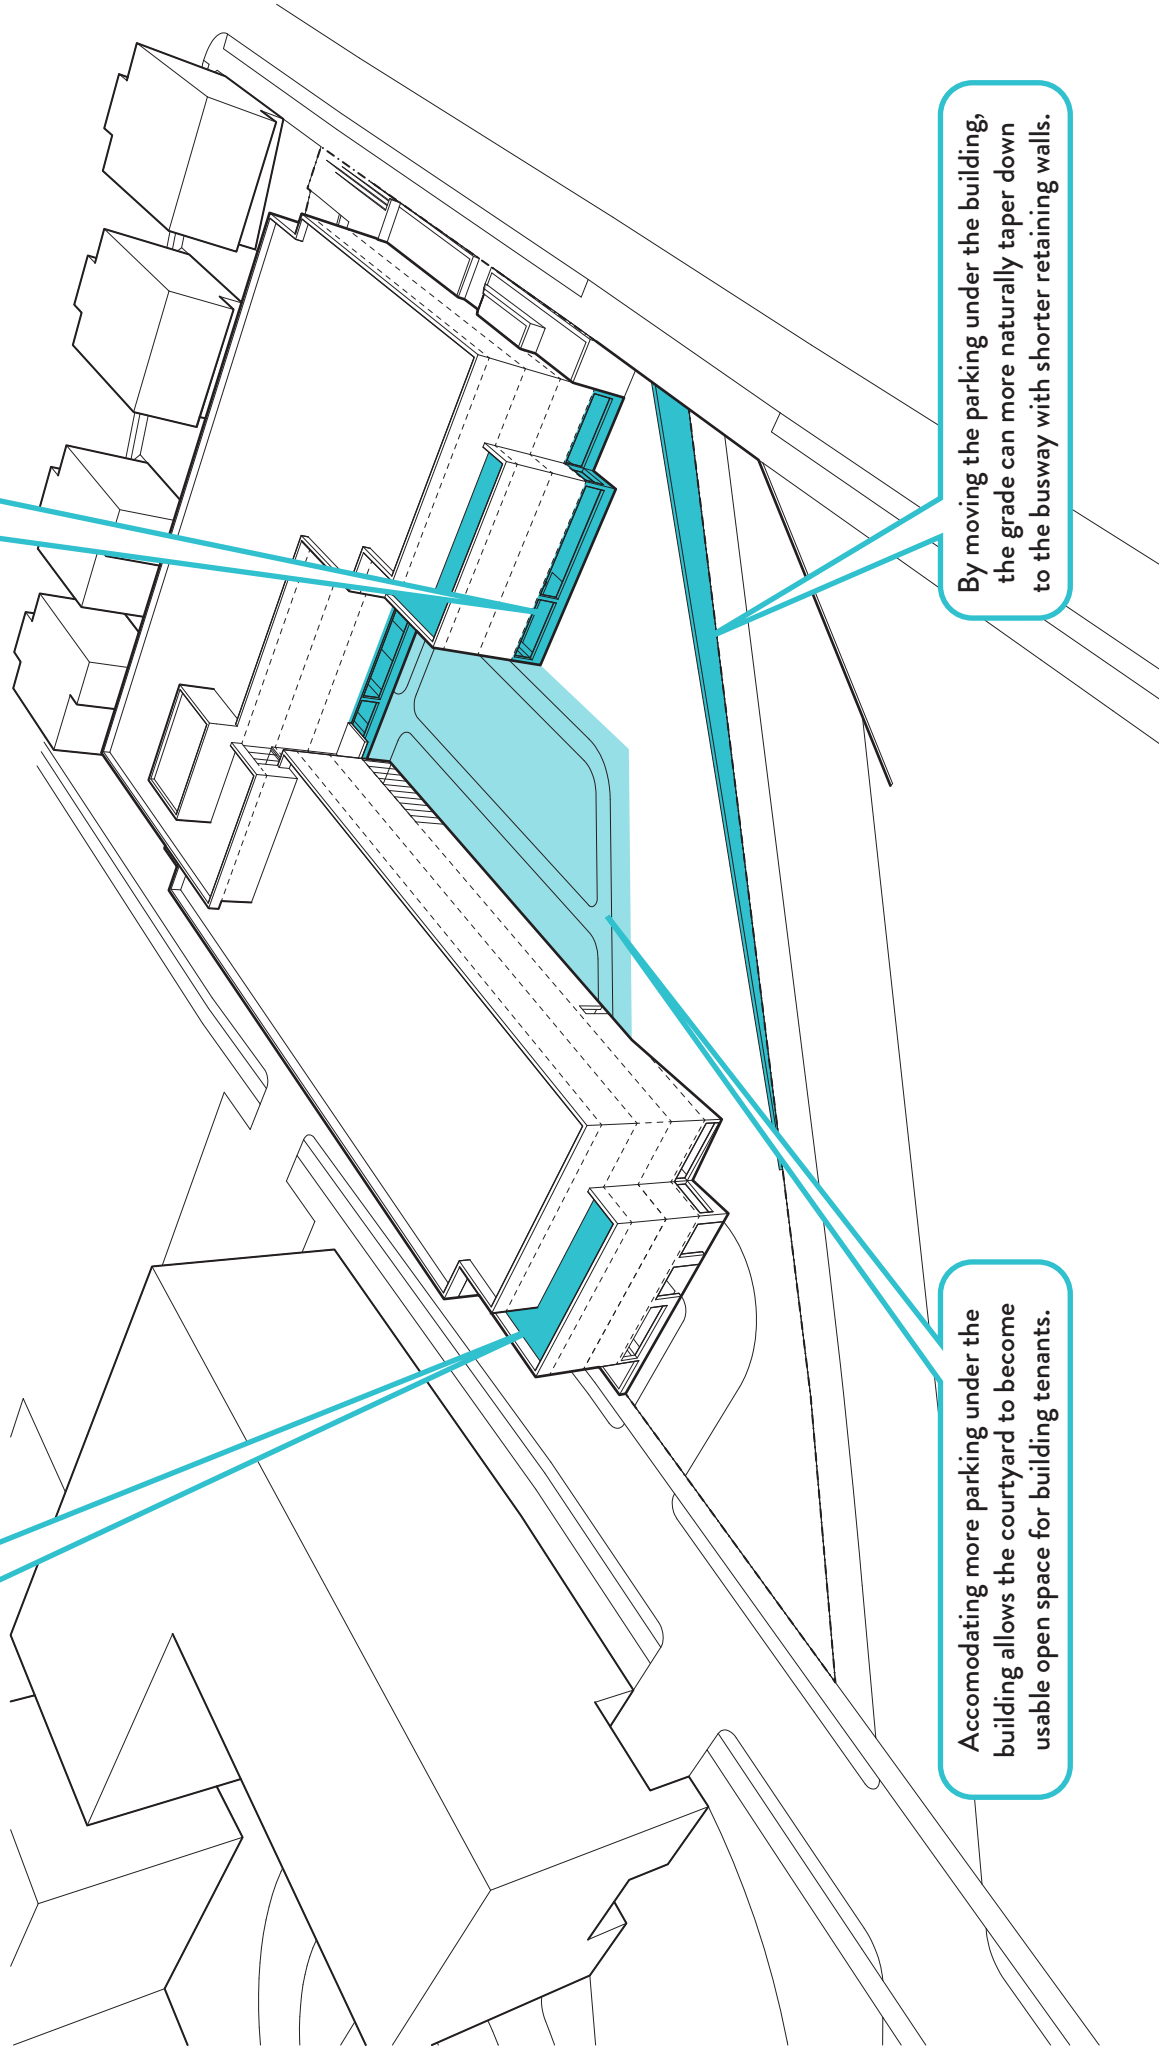 Accomodating more parking under the
building allows the courtyard to become
usable open space for building tenants.
By moving the parking under the building,
the grade can more naturally taper down
to the busway with shorter retaining walls.